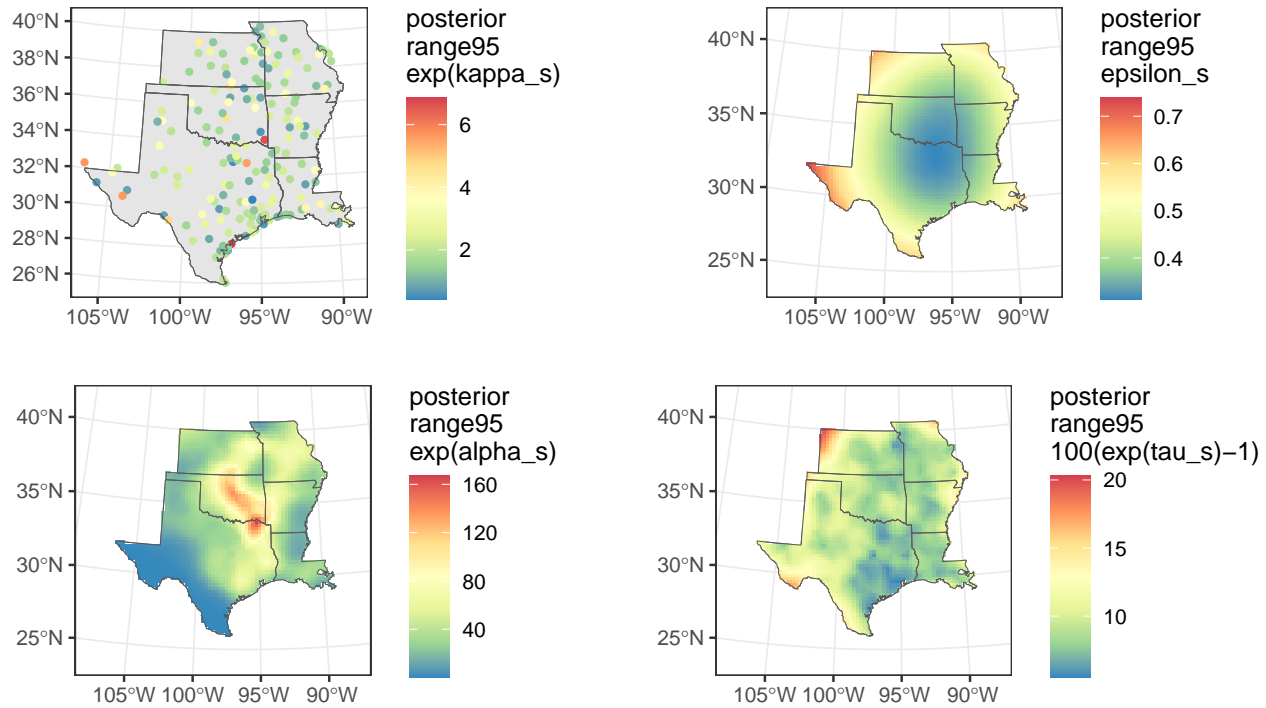 posterior
range95
exp(kappa_s)
6
4
2
40°N
38°N
36°N
34°N
32°N
30°N
28°N
26°N
105°W 100°W 95°W 90°W
posterior
range95
epsilon_s
0.7
0.6
0.5
0.4
40°N
35°N
30°N
25°N
105°W 100°W 95°W 90°W
posterior
range95
exp(alpha_s)
160
120
80
40
40°N
35°N
30°N
25°N
105°W 100°W 95°W 90°W
posterior
range95
100(exp(tau_s)−1)
20
15
10
40°N
35°N
30°N
25°N
105°W 100°W 95°W 90°W